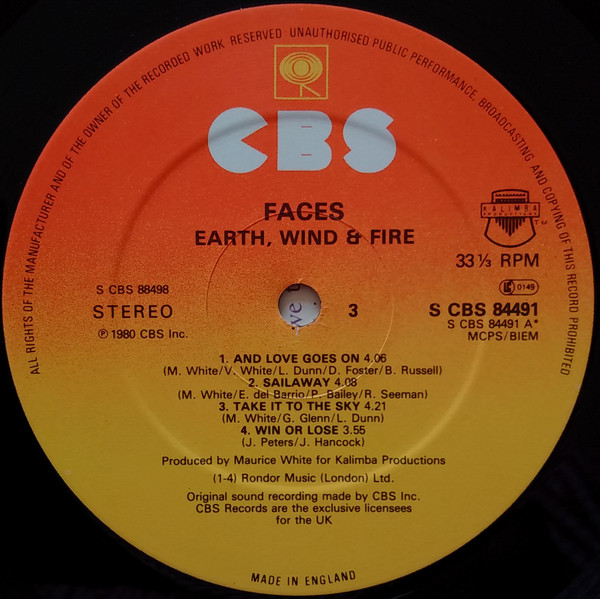 ALL RIGHTS OF THE MANUFACTURER AND OF THE OWNER OF THE RECORDED WORK RESERVED UNAUTHORISED PUBLIC PERFORMANCE, BROADCASTING AND COPYING OF THIS RECORD PROHIBITED
CBS
FACES
EARTH, WIND & FIRE
KALIMBA
PRODUCTIONS
33 ⅓ RPM
S CBS 88498
STEREO
℗ 1980 CBS Inc.
3
0149
S CBS 84491
S CBS 84491 A*
MCPS/BIEM
1. AND LOVE GOES ON 4.06
(M. White/V. White/L. Dunn/D. Foster/B. Russell)
2. SAILAWAY 4.08
(M. White/E. del Barrio/P. Bailey/R. Seeman)
3. TAKE IT TO THE SKY 4.21
(M. White/G. Glenn/L. Dunn)
4. WIN OR LOSE 3.55
(J. Peters/J. Hancock)
Produced by Maurice White for Kalimba Productions
(1-4) Rondor Music (London) Ltd.
Original sound recording made by CBS Inc.
CBS Records are the exclusive licensees
for the UK
MADE IN ENGLAND